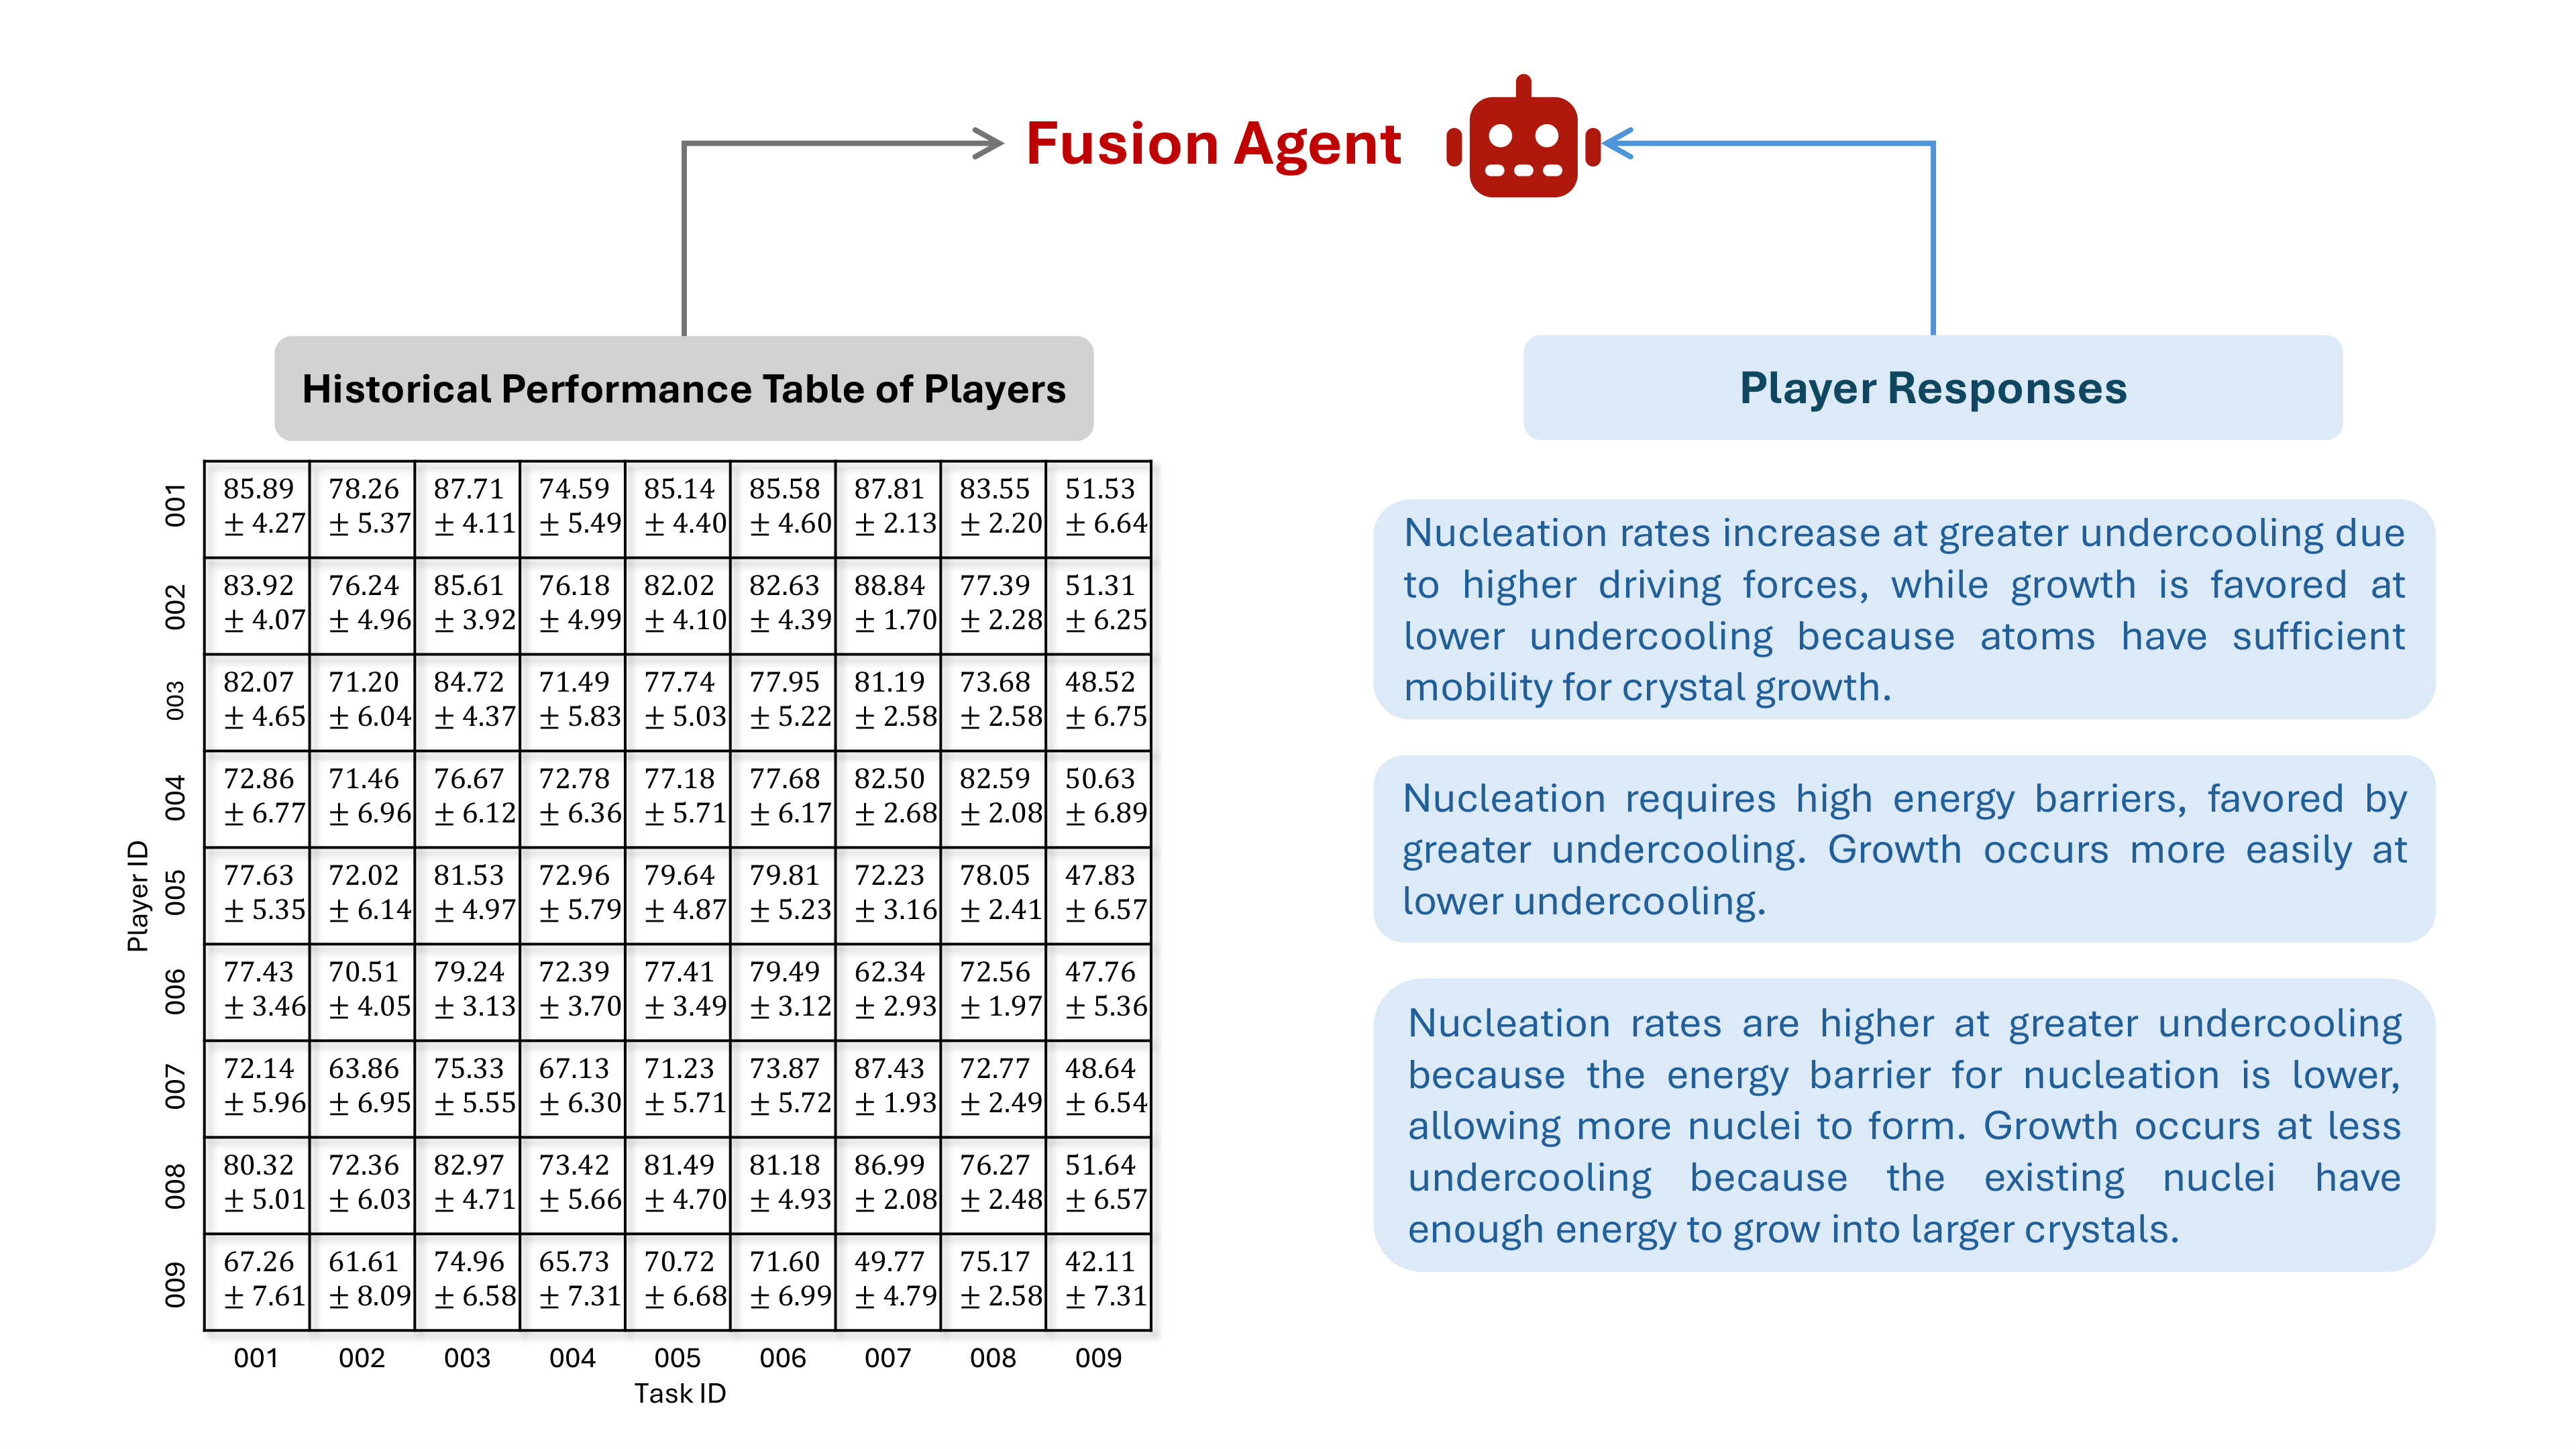 Fusion Agent
Historical Performance Table of Players
Player Responses
Player ID
001
85.89 78.26 87.71 74.59 85.14 85.58 87.81 83.55 51.53
± 4.27 ± 5.37 ± 4.11 ± 5.49 ± 4.40 ± 4.60 ± 2.13 ± 2.20 ± 6.64
002
83.92 76.24 85.61 76.18 82.02 82.63 88.84 77.39 51.31
± 4.07 ± 4.96 ± 3.92 ± 4.99 ± 4.10 ± 4.39 ± 1.70 ± 2.28 ± 6.25
003
82.07 71.20 84.72 71.49 77.74 77.95 81.19 73.68 48.52
± 4.65 ± 6.04 ± 4.37 ± 5.83 ± 5.03 ± 5.22 ± 2.58 ± 2.58 ± 6.75
004
72.86 71.46 76.67 72.78 77.18 77.68 82.50 82.59 50.63
± 6.77 ± 6.96 ± 6.12 ± 6.36 ± 5.71 ± 6.17 ± 2.68 ± 2.08 ± 6.89
005
77.63 72.02 81.53 72.96 79.64 79.81 72.23 78.05 47.83
± 5.35 ± 6.14 ± 4.97 ± 5.79 ± 4.87 ± 5.23 ± 3.16 ± 2.41 ± 6.57
006
77.43 70.51 79.24 72.39 77.41 79.49 62.34 72.56 47.76
± 3.46 ± 4.05 ± 3.13 ± 3.70 ± 3.49 ± 3.12 ± 2.93 ± 1.97 ± 5.36
007
72.14 63.86 75.33 67.13 71.23 73.87 87.43 72.77 48.64
± 5.96 ± 6.95 ± 5.55 ± 6.30 ± 5.71 ± 5.72 ± 1.93 ± 2.49 ± 6.54
008
80.32 72.36 82.97 73.42 81.49 81.18 86.99 76.27 51.64
± 5.01 ± 6.03 ± 4.71 ± 5.66 ± 4.70 ± 4.93 ± 2.08 ± 2.48 ± 6.57
009
67.26 61.61 74.96 65.73 70.72 71.60 49.77 75.17 42.11
± 7.61 ± 8.09 ± 6.58 ± 7.31 ± 6.68 ± 6.99 ± 4.79 ± 2.58 ± 7.31
001 002 003 004 005 006 007 008 009
Task ID
Nucleation rates increase at greater undercooling due
to higher driving forces, while growth is favored at
lower undercooling because atoms have sufficient
mobility for crystal growth.
Nucleation requires high energy barriers, favored by
greater undercooling. Growth occurs more easily at
lower undercooling.
Nucleation rates are higher at greater undercooling
because the energy barrier for nucleation is lower,
allowing more nuclei to form. Growth occurs at less
undercooling because the existing nuclei have
enough energy to grow into larger crystals.